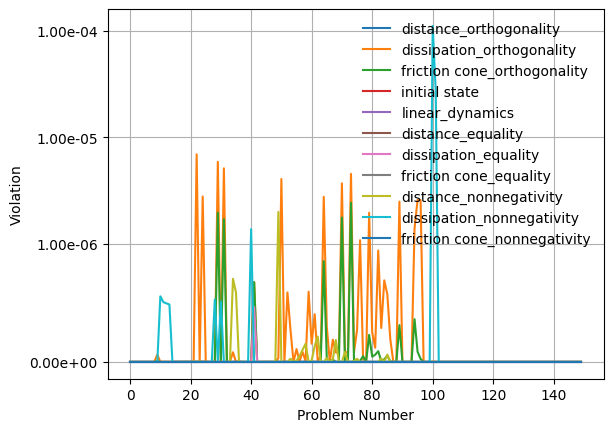 1.00e-04
1.00e-05
1.00e-06
0.00e+00
Violation
distance_orthogonality
dissipation_orthogonality
friction cone_orthogonality
initial state
linear_dynamics
distance_equality
dissipation_equality
friction cone_equality
distance_nonnegativity
dissipation_nonnegativity
friction cone_nonnegativity
0 20 40 60 80 100 120 140
Problem Number